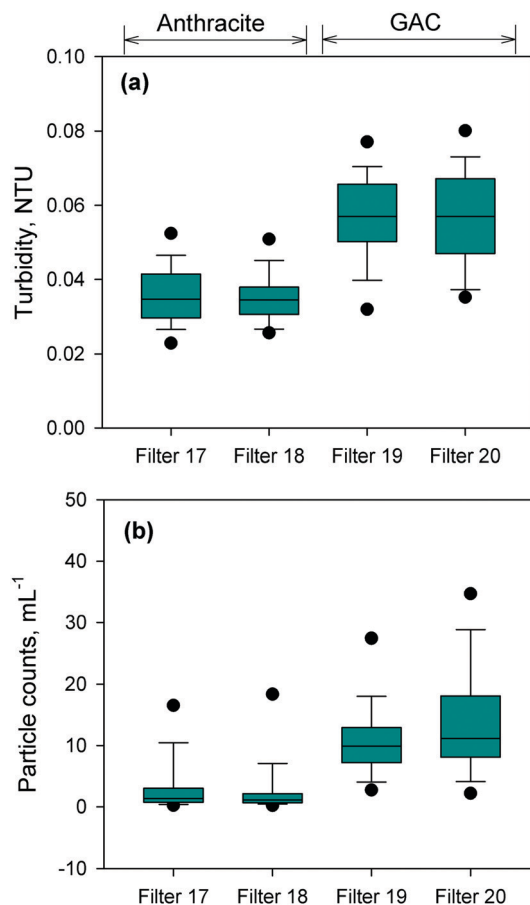 Anthracite GAC
(a)
Turbidity, NTU
0.10
0.08
0.06
0.04
0.02
0.00
Filter 17 Filter 18 Filter 19 Filter 20
(b)
Particle counts, mL⁻¹
50
40
30
20
10
0
-10
Filter 17 Filter 18 Filter 19 Filter 20